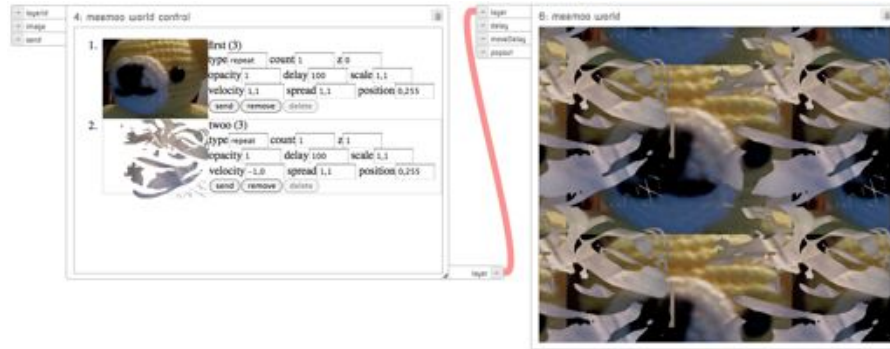 layerId
image
send
4: meemoo world control
1.
first (3)
type repeat count 1 z 0
opacity 1 delay 100 scale 1,1
velocity 1,1 spread 1,1 position 0,255
send remove delete
2.
twoo (3)
type repeat count 1 z 1
opacity 1 delay 100 scale 1,1
velocity -1,0 spread 1,1 position 0,255
send remove delete
layer
layer
delay
moveDelay
popout
6: meemoo world